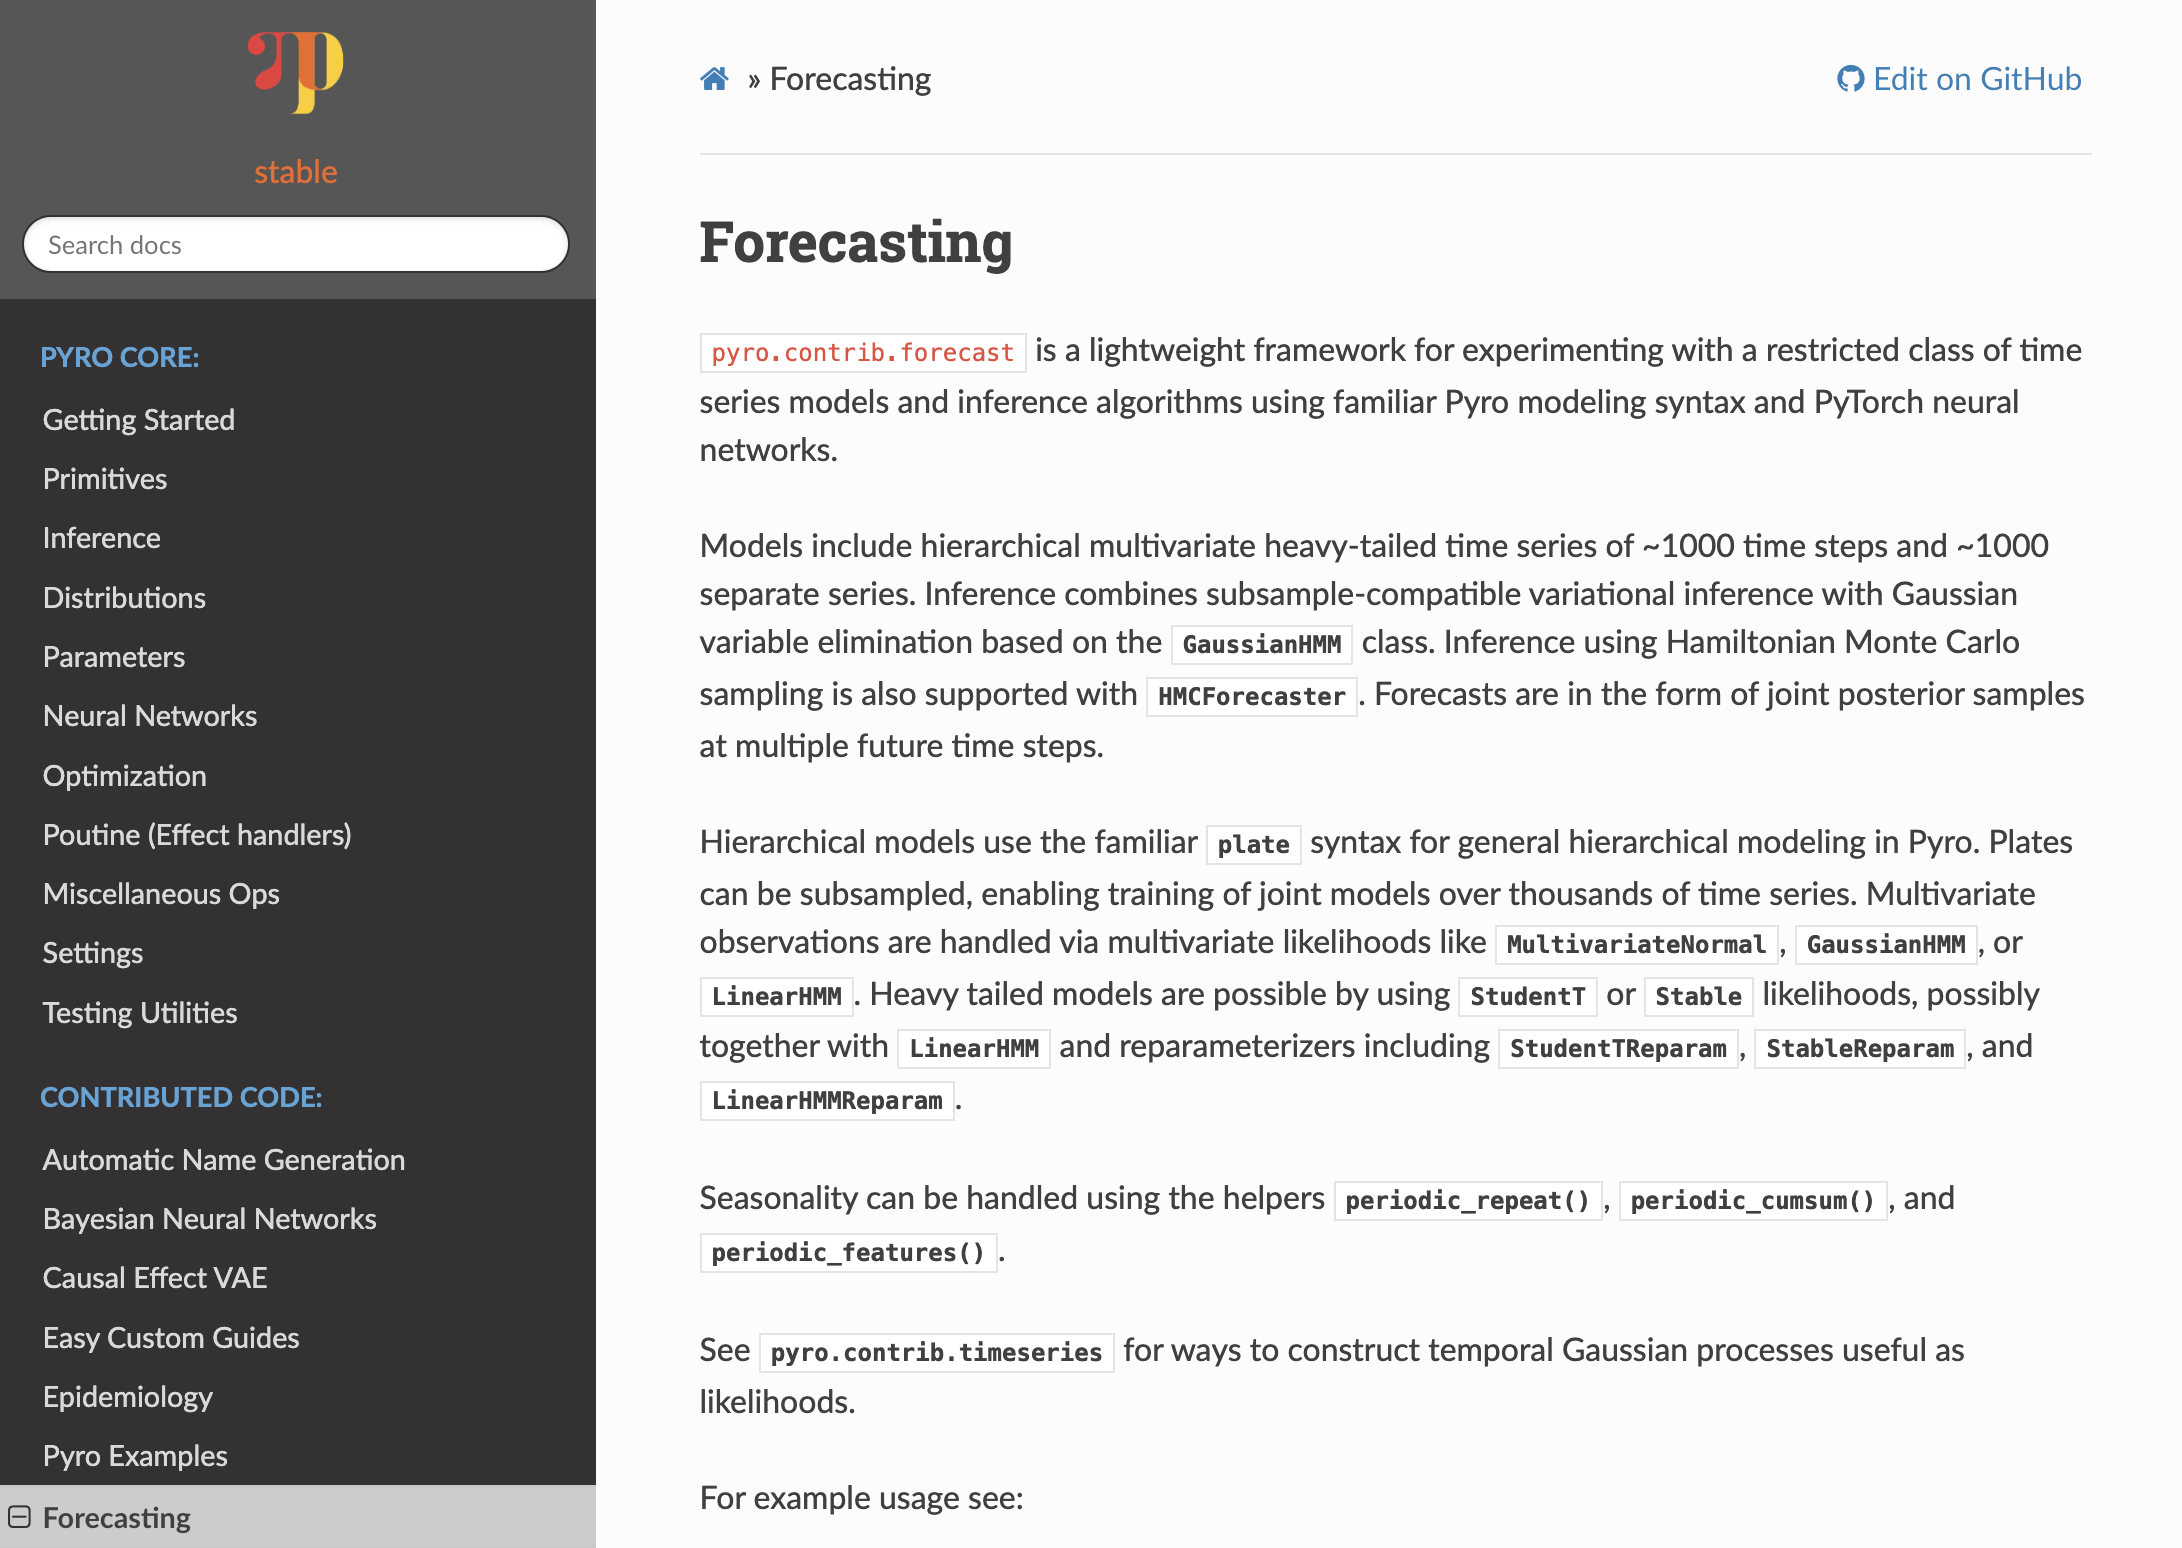 stable
Search docs
PYRO CORE:
Getting Started
Primitives
Inference
Distributions
Parameters
Neural Networks
Optimization
Poutine (Effect handlers)
Miscellaneous Ops
Settings
Testing Utilities
CONTRIBUTED CODE:
Automatic Name Generation
Bayesian Neural Networks
Causal Effect VAE
Easy Custom Guides
Epidemiology
Pyro Examples
Forecasting
» Forecasting
Edit on GitHub
Forecasting
pyro.contrib.forecast is a lightweight framework for experimenting with a restricted class of time
series models and inference algorithms using familiar Pyro modeling syntax and PyTorch neural
networks.
Models include hierarchical multivariate heavy-tailed time series of ~1000 time steps and ~1000
separate series. Inference combines subsample-compatible variational inference with Gaussian
variable elimination based on the GaussianHMM class. Inference using Hamiltonian Monte Carlo
sampling is also supported with HMCForecaster. Forecasts are in the form of joint posterior samples
at multiple future time steps.
Hierarchical models use the familiar plate syntax for general hierarchical modeling in Pyro. Plates
can be subsampled, enabling training of joint models over thousands of time series. Multivariate
observations are handled via multivariate likelihoods like MultivariateNormal, GaussianHMM, or
LinearHMM. Heavy tailed models are possible by using StudentT or Stable likelihoods, possibly
together with LinearHMM and reparameterizers including StudentTReparam, StableReparam, and
LinearHMMReparam.
Seasonality can be handled using the helpers periodic_repeat(), periodic_cumsum(), and
periodic_features().
See pyro.contrib.timeseries for ways to construct temporal Gaussian processes useful as
likelihoods.
For example usage see: